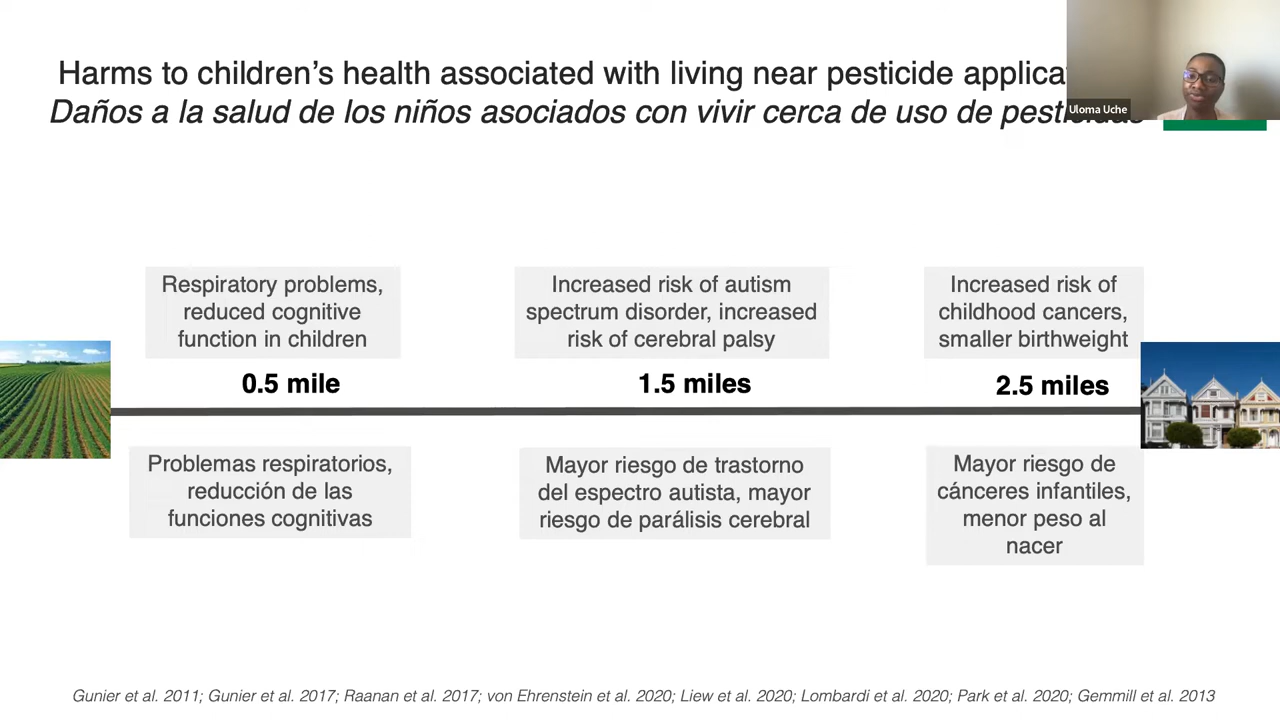 Harms to children's health associated with living near pesticide
Daños a la salud de los niños asociados con vivir cerca de uso de
Uloma Uche
Respiratory problems,
reduced cognitive
function in children
Increased risk of autism
spectrum disorder, increased
risk of cerebral palsy
Increased risk of
childhood cancers,
smaller birthweight
0.5 mile
1.5 miles
2.5 miles
Problemas respiratorios,
reducción de las
funciones cognitivas
Mayor riesgo de trastorno
del espectro autista, mayor
riesgo de parálisis cerebral
Mayor riesgo de
cánceres infantiles,
menor peso al
nacer
Gunier et al. 2011; Gunier et al. 2017; Raanan et al. 2017; von Ehrenstein et al. 2020; Liew et al. 2020; Lombardi et al. 2020; Park et al. 2020; Gemmill et al. 2013